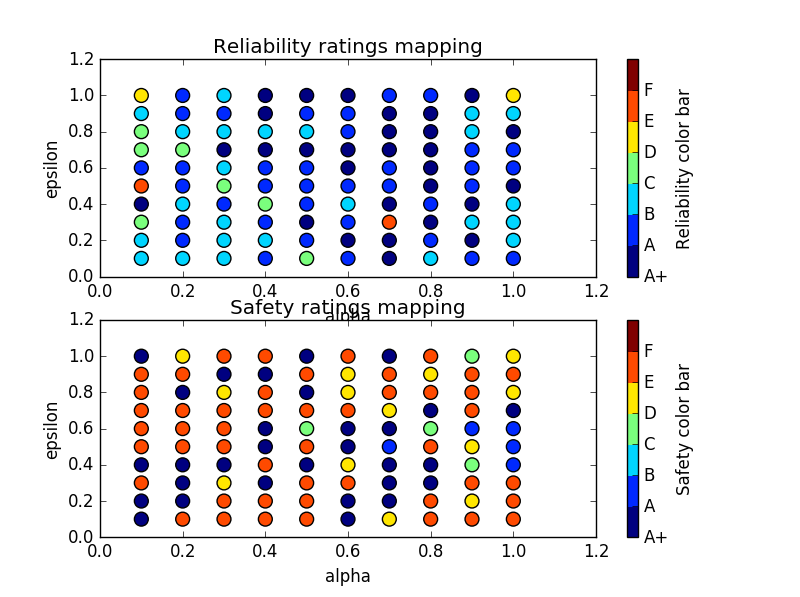 Reliability ratings mapping
1.2
1.0
0.8
0.6
0.4
0.2
0.0
epsilon
0.0 0.2 0.4 0.6 0.8 1.0 1.2
alpha
F
E
D
C
B
A
A+
Reliability color bar
Safety ratings mapping
1.2
1.0
0.8
0.6
0.4
0.2
0.0
epsilon
0.0 0.2 0.4 0.6 0.8 1.0 1.2
alpha
F
E
D
C
B
A
A+
Safety color bar